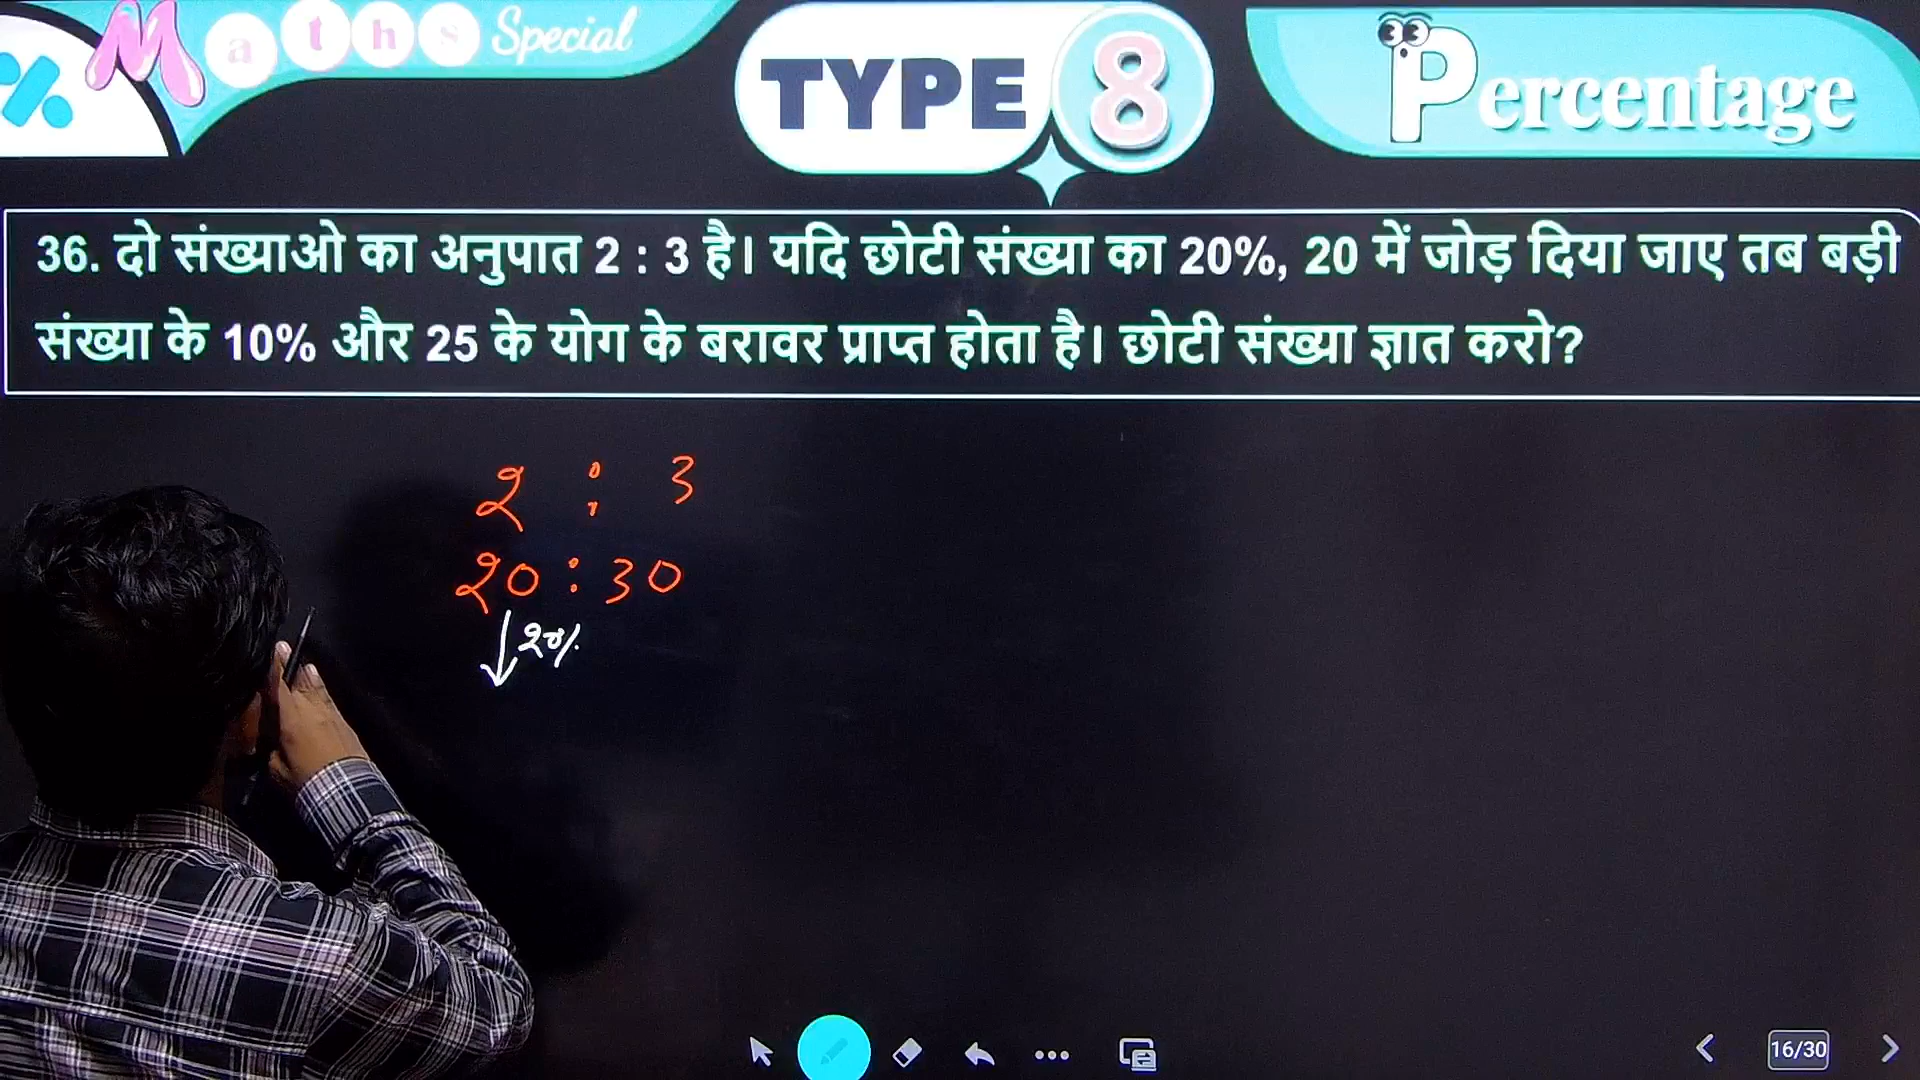 %
Maths Special
TYPE 8
Percentage
36. दो संख्याओ का अनुपात 2 : 3 है। यदि छोटी संख्या का 20%, 20 में जोड़ दिया जाए तब बड़ी
संख्या के 10% और 25 के योग के बरावर प्राप्त होता है। छोटी संख्या ज्ञात करो?
2 : 3
20 : 30
20%
16/30